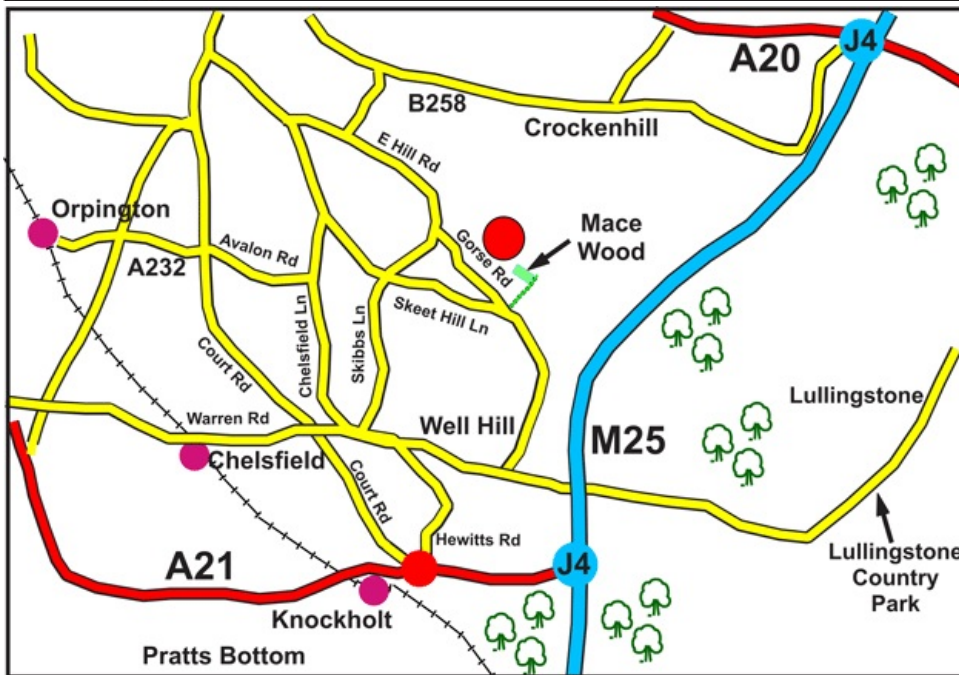 J4
A20
B258
Crockenhill
E Hill Rd
Orpington
Mace
Wood
A232
Avalon Rd
Gorse Rd
Skeet Hill Ln
Chelsfield Ln
Skibbs Ln
Court Rd
Lullingstone
Warren Rd
Well Hill
M25
Chelsfield
Court Rd
Hewitts Rd
A21
J4
Lullingstone
Country
Park
Knockholt
Pratts Bottom